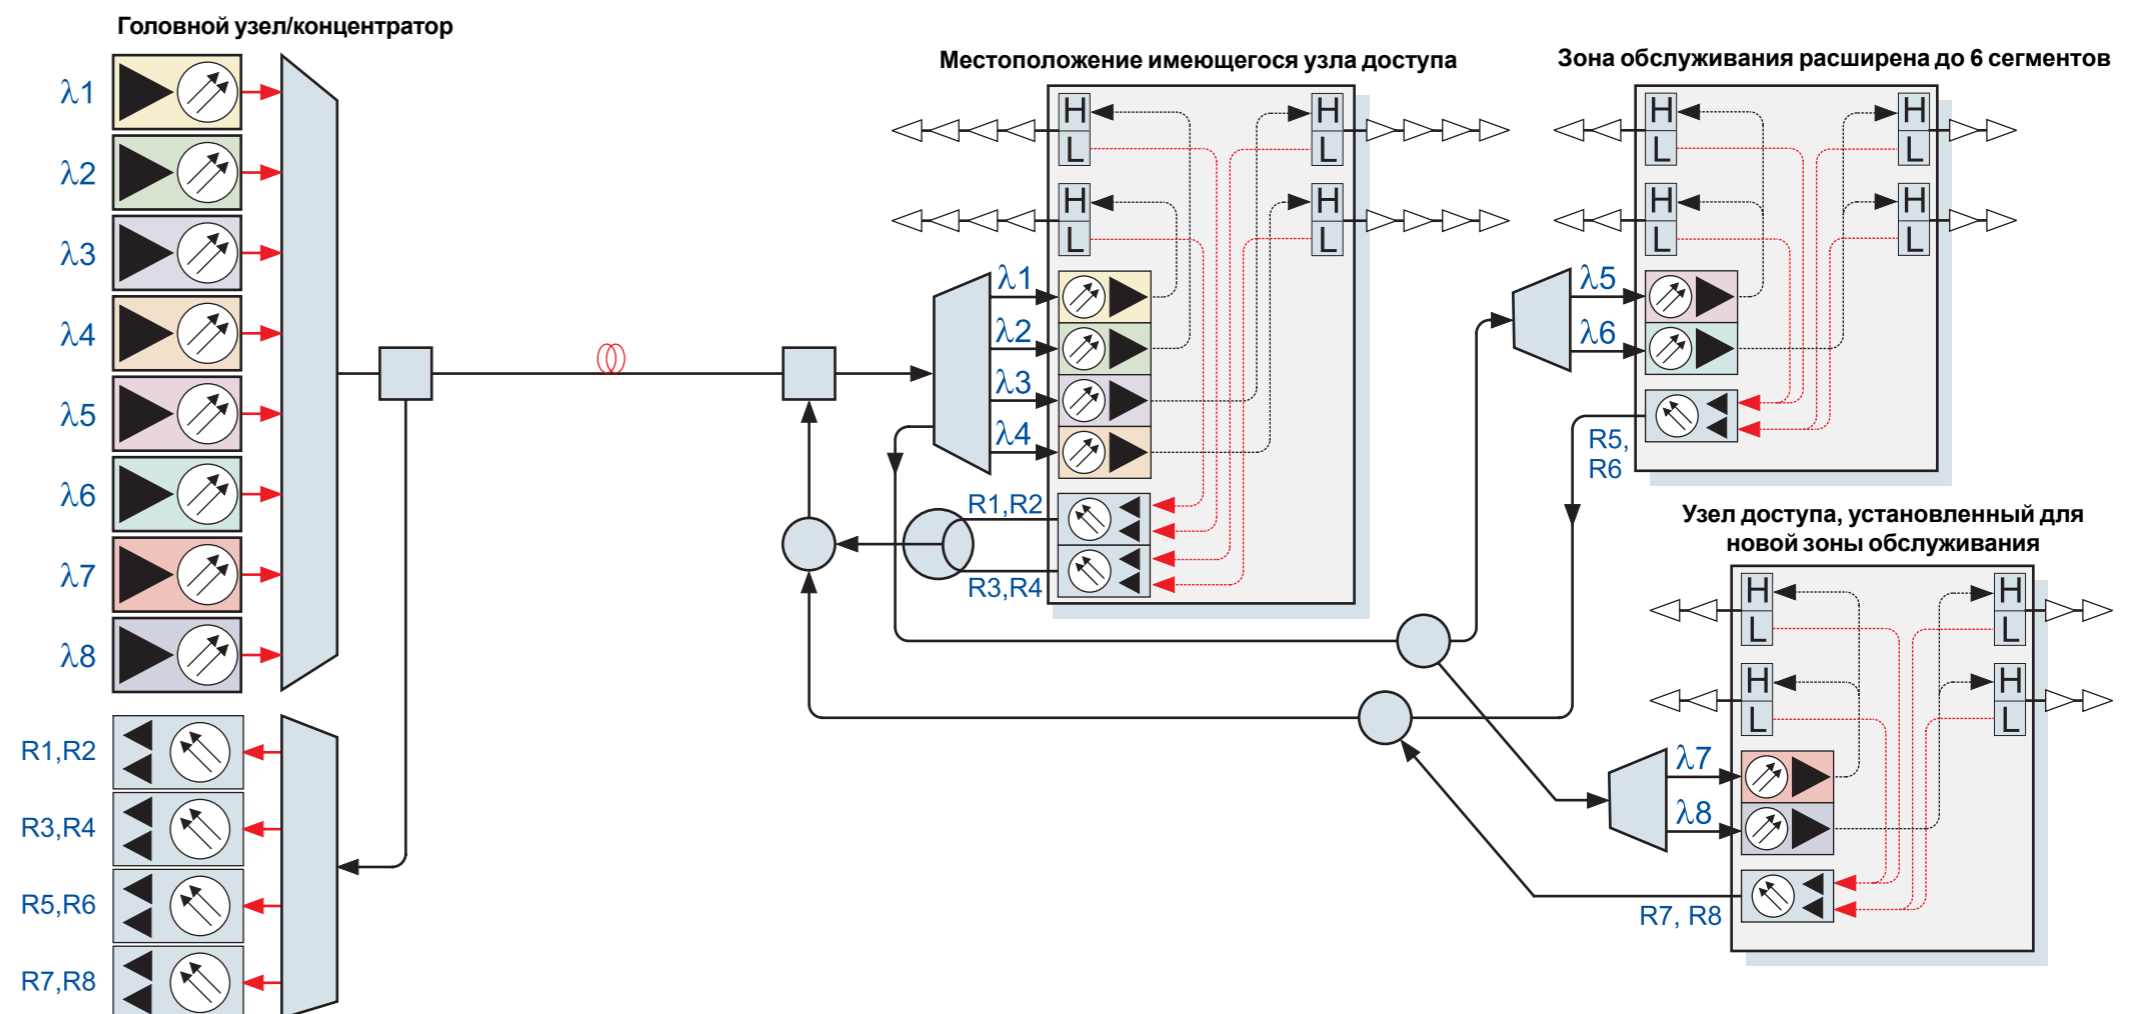 Головной узел/концентратор
λ1
λ2
λ3
λ4
λ5
λ6
λ7
λ8
R1,R2
R3,R4
R5,R6
R7,R8
Местоположение имеющегося узла доступа
H
L
H
L
H
L
H
L
λ1
λ2
λ3
λ4
R1,R2
R3,R4
Зона обслуживания расширена до 6 сегментов
H
L
H
L
H
L
H
L
λ5
λ6
R5,
R6
Узел доступа, установленный для
новой зоны обслуживания
H
L
H
L
H
L
H
L
λ7
λ8
R7, R8